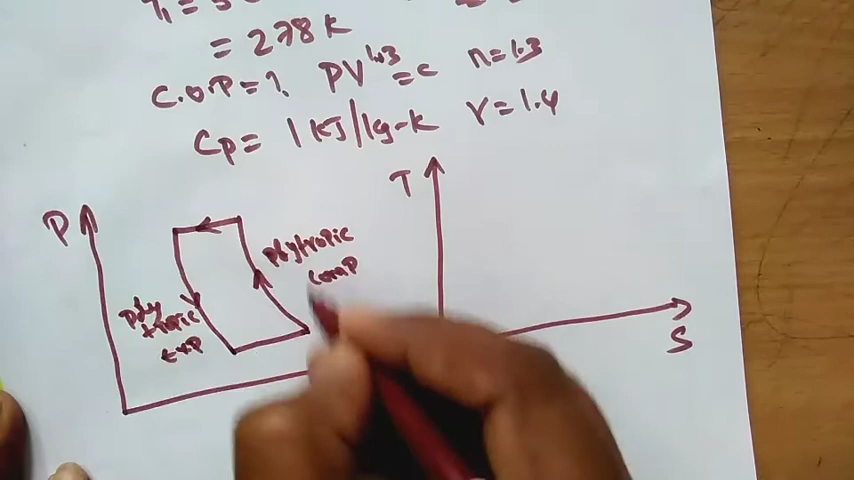 = 278 K
C.O.P = ?. PV^1.3 = C n = 1.3
Cp = 1 KJ/kg-K γ = 1.4
T
P
Polytropic
comp
Poly
tropic
exp
S